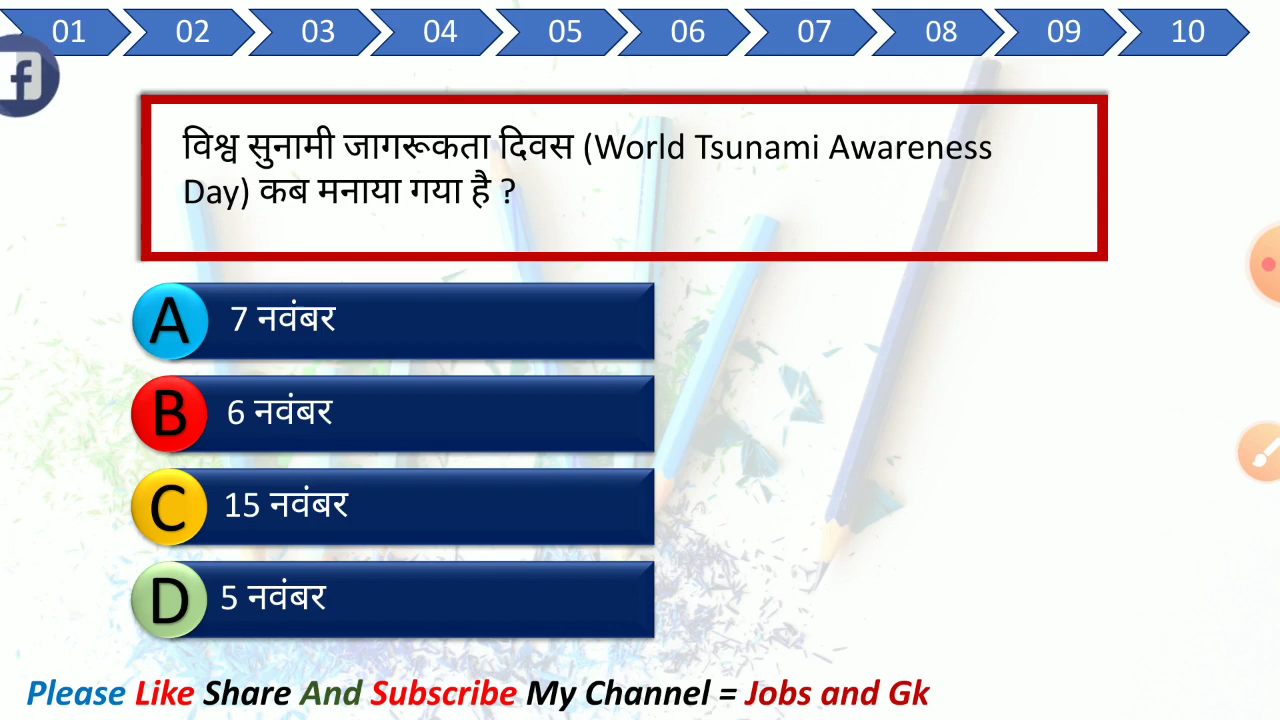 01 02 03 04 05 06 07 08 09 10
f
विश्व सुनामी जागरूकता दिवस (World Tsunami Awareness
Day) कब मनाया गया है ?
A 7 नवंबर
B 6 नवंबर
C 15 नवंबर
D 5 नवंबर
Please Like Share And Subscribe My Channel = Jobs and Gk